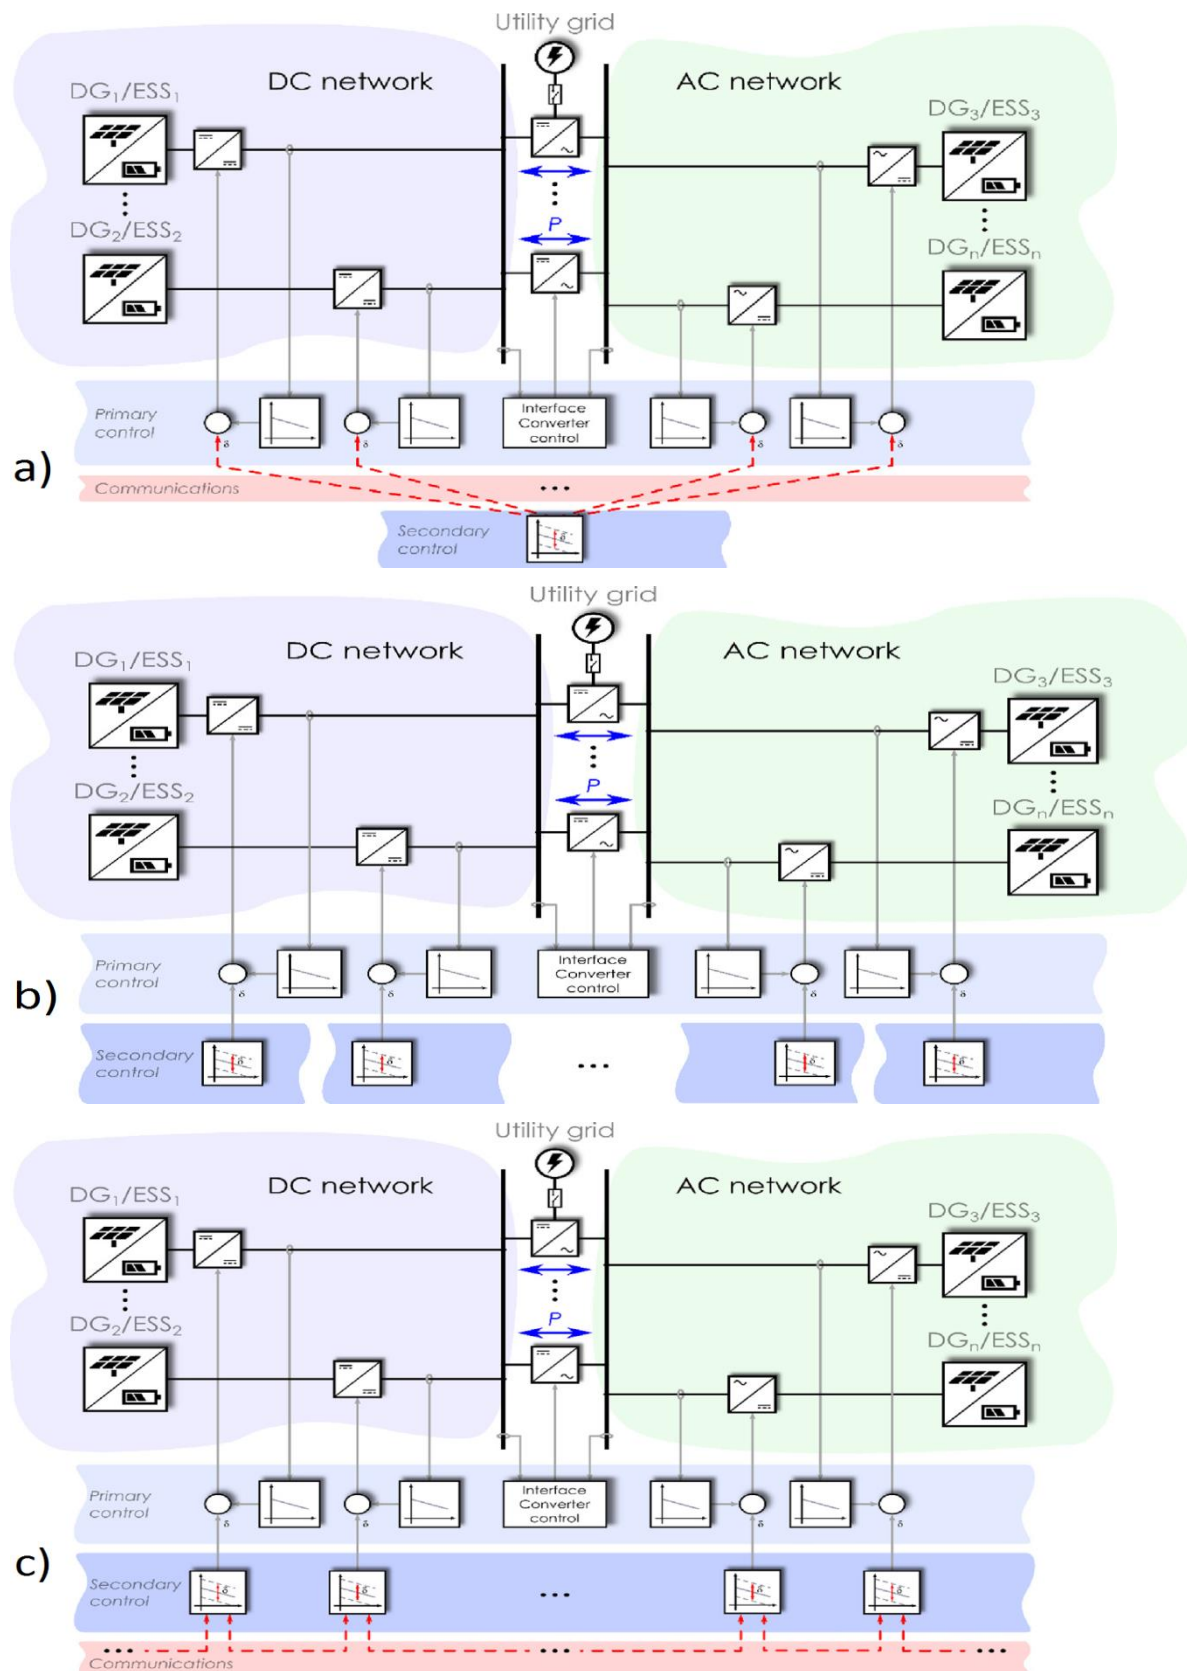 Utility grid
DC network
AC network
DG₁/ESS₁
DG₃/ESS₃
DG₂/ESS₂
P
DGₙ/ESSₙ
Primary
control
Interface
Converter
control
δ
δ
δ
δ
a)
Communications
Secondary
control
δ
Utility grid
DC network
AC network
DG₁/ESS₁
DG₃/ESS₃
DG₂/ESS₂
P
DGₙ/ESSₙ
Primary
control
Interface
Converter
control
δ
δ
δ
δ
b)
Secondary
control
δ
δ
δ
δ
Utility grid
DC network
AC network
DG₁/ESS₁
DG₃/ESS₃
DG₂/ESS₂
P
DGₙ/ESSₙ
Primary
control
Interface
Converter
control
δ
δ
δ
δ
c)
Secondary
control
δ
δ
δ
δ
Communications